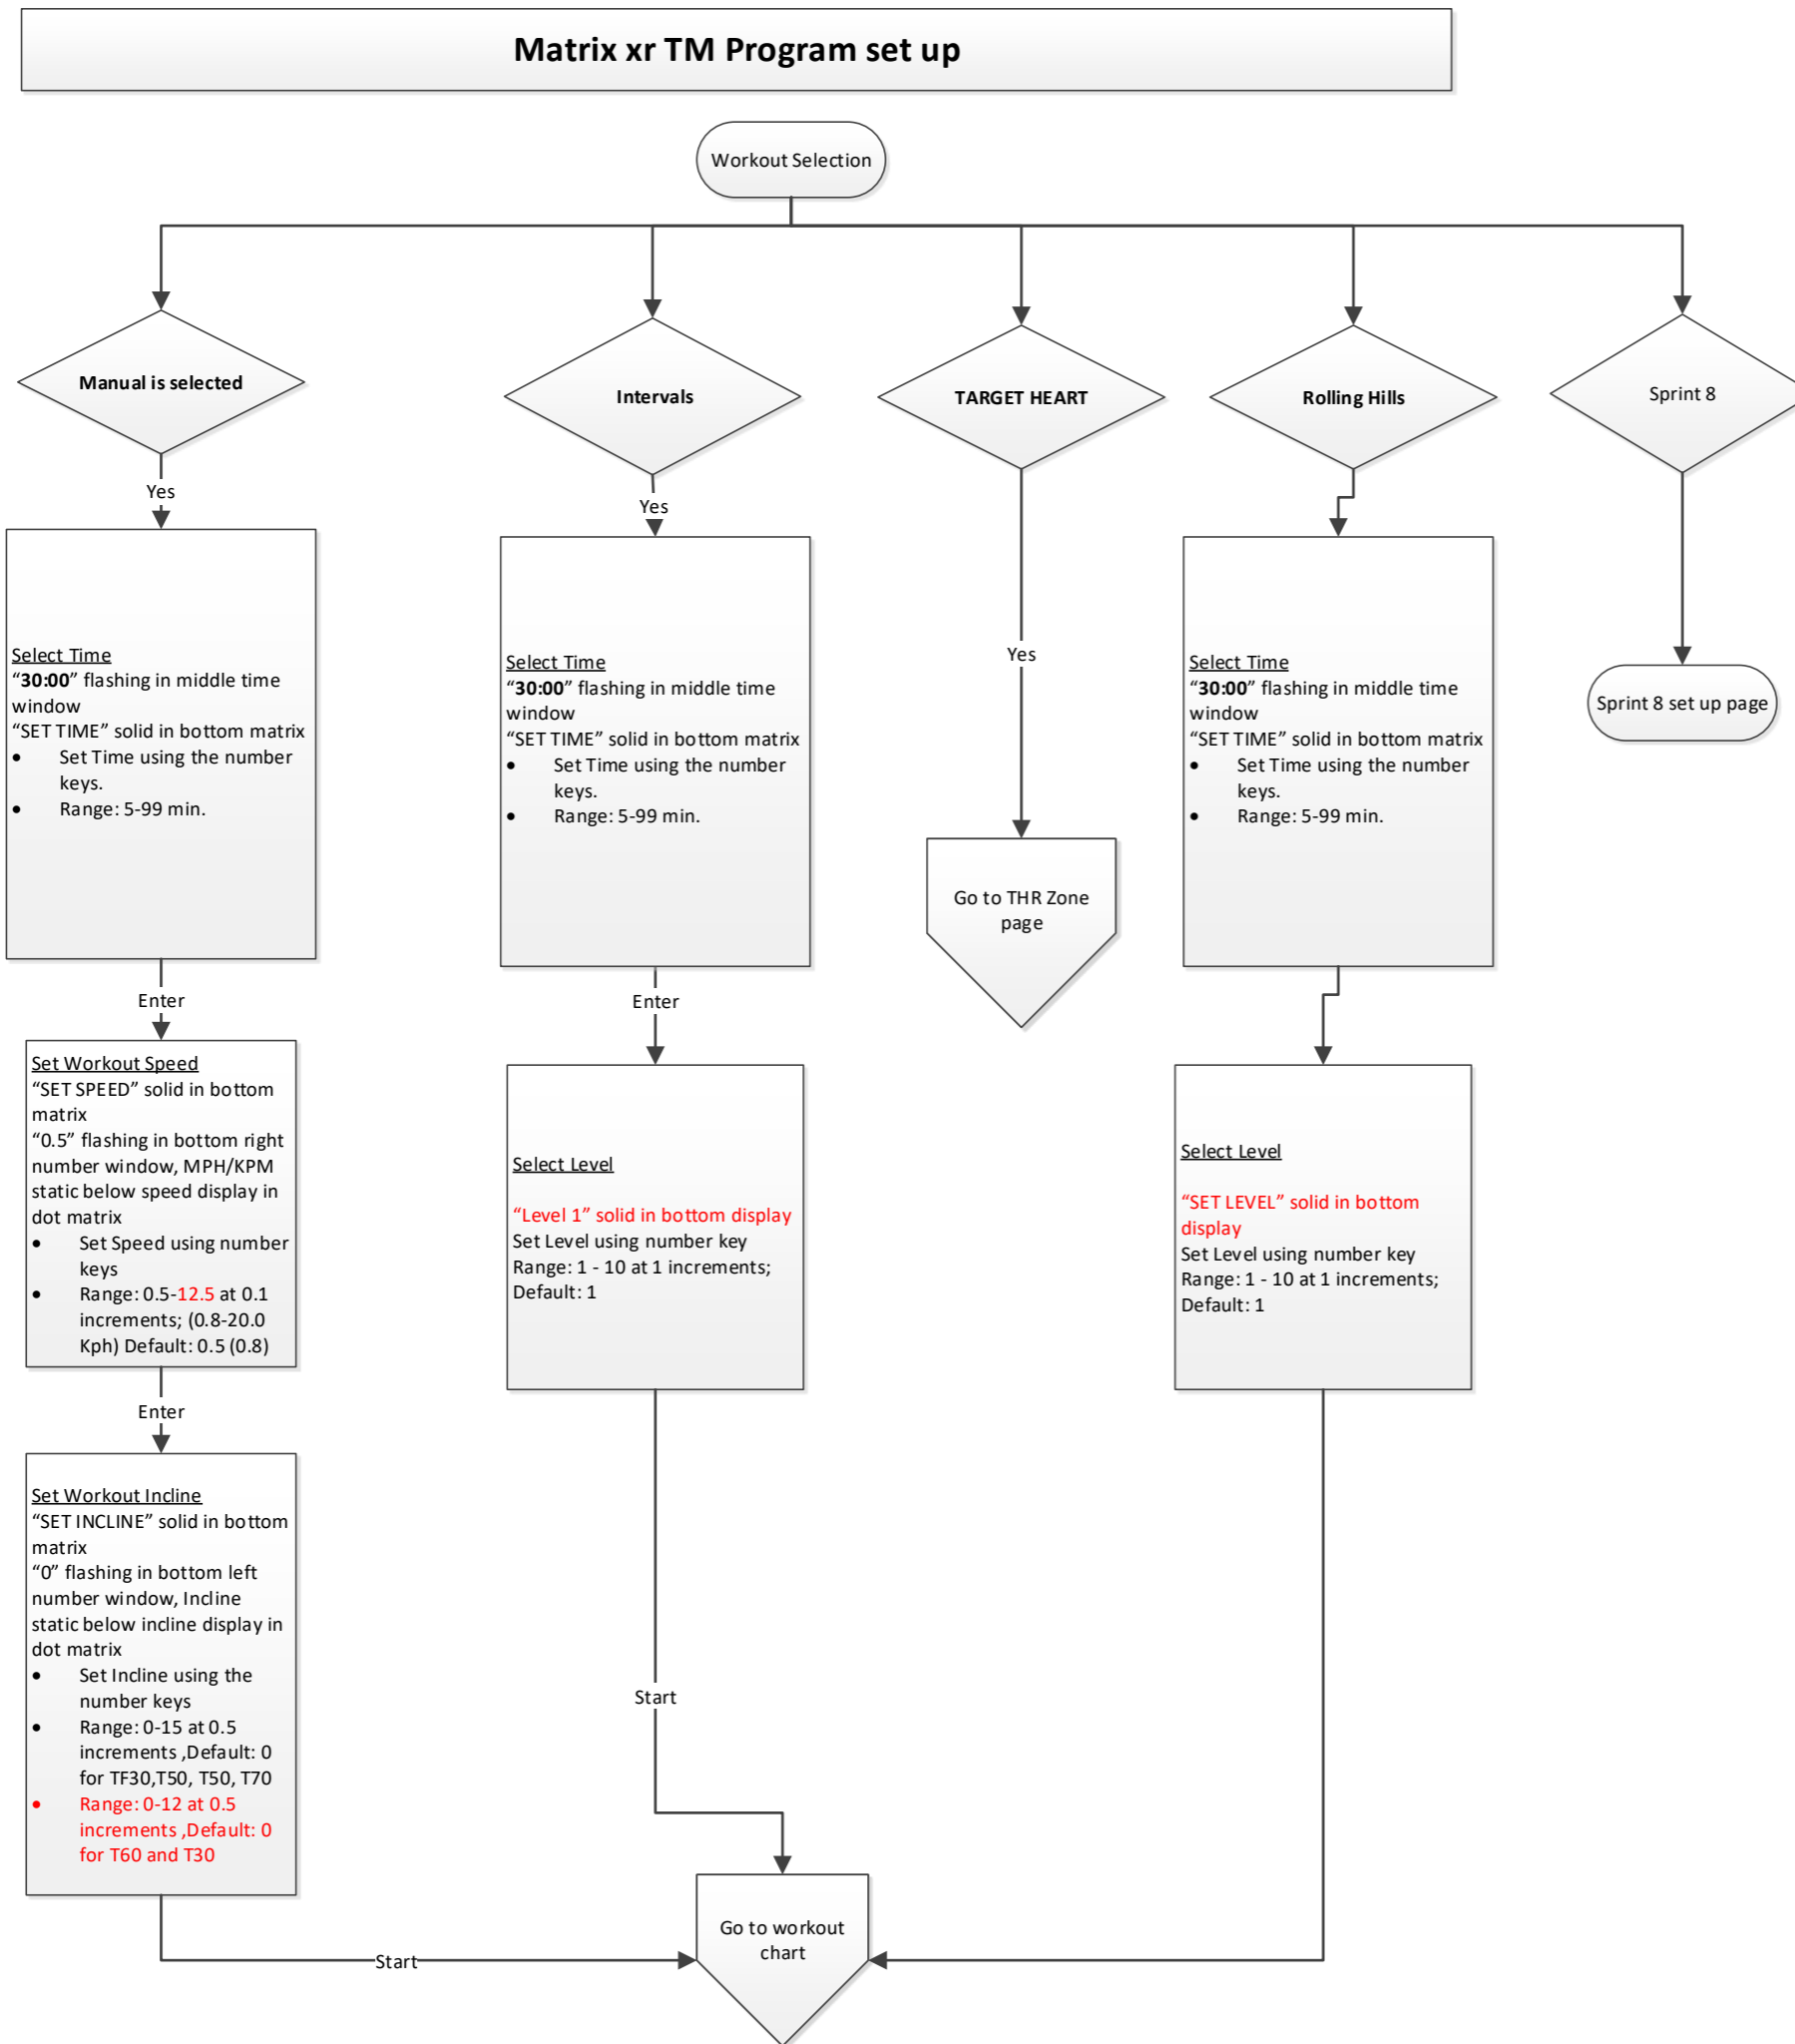 Matrix xr TM Program set up
Workout Selection
Manual is selected
Intervals
TARGET HEART
Rolling Hills
Sprint 8
Yes
Yes
Yes
Select Time
“30:00” flashing in middle time
window
“SET TIME” solid in bottom matrix
• Set Time using the number
keys.
• Range: 5-99 min.
Select Time
“30:00” flashing in middle time
window
“SET TIME” solid in bottom matrix
• Set Time using the number
keys.
• Range: 5-99 min.
Select Time
“30:00” flashing in middle time
window
“SET TIME” solid in bottom matrix
• Set Time using the number
keys.
• Range: 5-99 min.
Sprint 8 set up page
Go to THR Zone
page
Enter
Enter
Set Workout Speed
“SET SPEED” solid in bottom
matrix
“0.5” flashing in bottom right
number window, MPH/KPM
static below speed display in
dot matrix
• Set Speed using number
keys
• Range: 0.5-12.5 at 0.1
increments; (0.8-20.0
Kph) Default: 0.5 (0.8)
Select Level
“Level 1” solid in bottom display
Set Level using number key
Range: 1 - 10 at 1 increments;
Default: 1
Select Level
“SET LEVEL” solid in bottom
display
Set Level using number key
Range: 1 - 10 at 1 increments;
Default: 1
Enter
Set Workout Incline
“SET INCLINE” solid in bottom
matrix
“0” flashing in bottom left
number window, Incline
static below incline display in
dot matrix
• Set Incline using the
number keys
• Range: 0-15 at 0.5
increments ,Default: 0
for TF30,T50, T50, T70
• Range: 0-12 at 0.5
increments ,Default: 0
for T60 and T30
Start
Start
Go to workout
chart